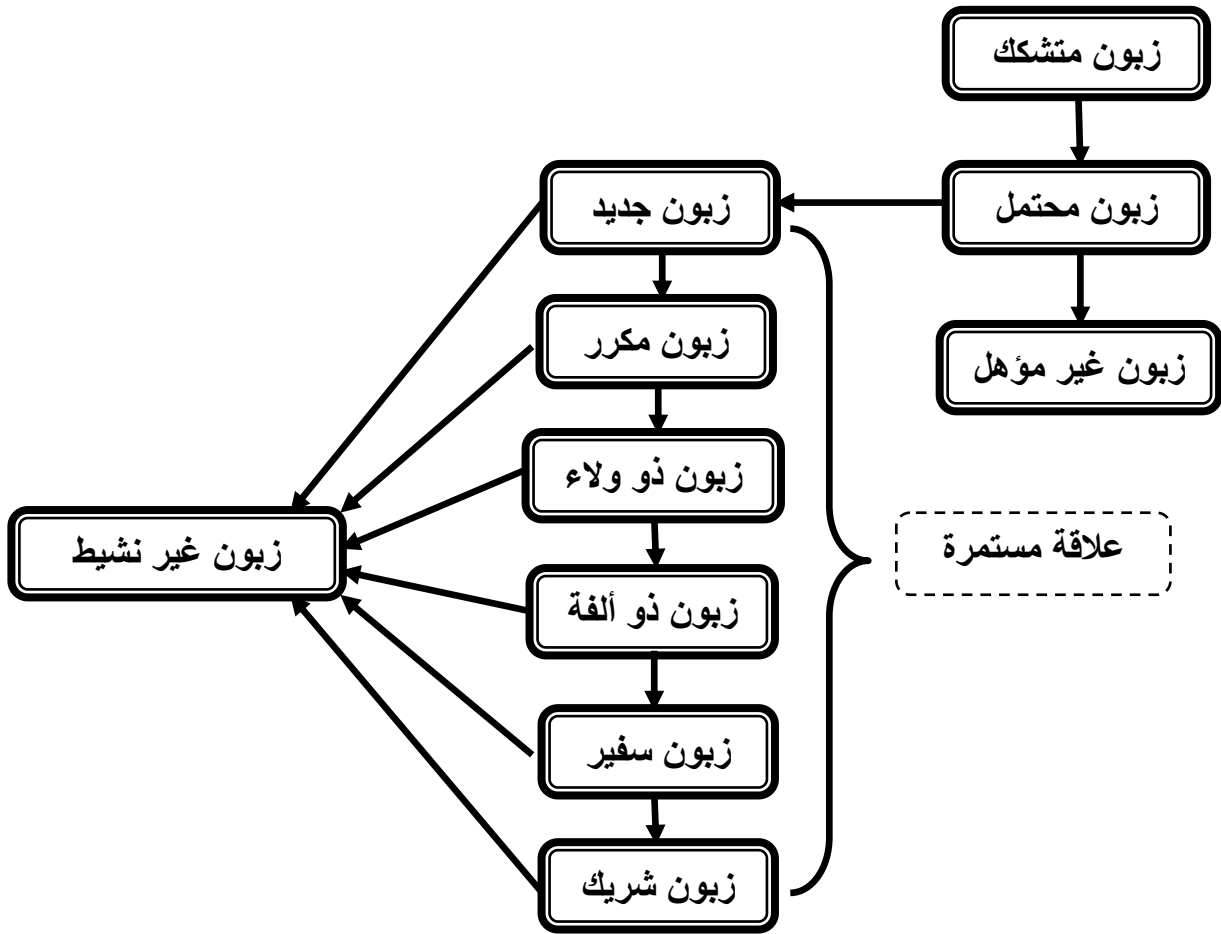 زبون متشكك
زبون محتمل
زبون جديد
زبون مكرر
زبون غير مؤهل
زبون ذو ولاء
علاقة مستمرة
زبون غير نشيط
زبون ذو ألفة
زبون سفير
زبون شريك